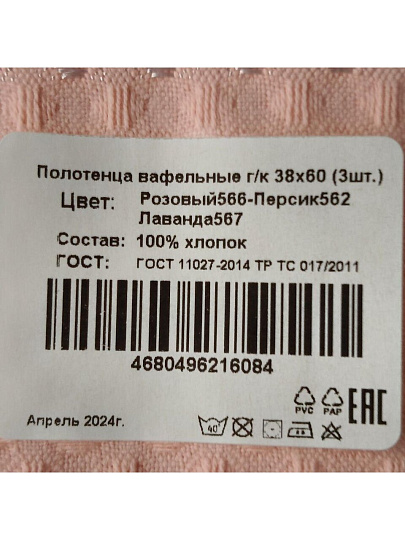 Полотенца вафельные г/к 38х60 (3шт.)
Цвет: Розовый566-Персик562
Лаванда567
Состав: 100% хлопок
ГОСТ: ГОСТ 11027-2014 ТР ТС 017/2011
4680496216084
PVC PAP EAC
Апрель 2024г.
40°